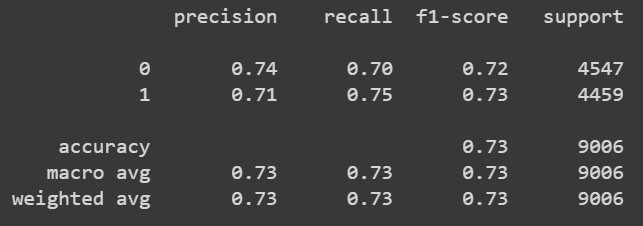 precision recall f1-score support
0 0.74 0.70 0.72 4547
1 0.71 0.75 0.73 4459
accuracy 0.73 9006
macro avg 0.73 0.73 0.73 9006
weighted avg 0.73 0.73 0.73 9006